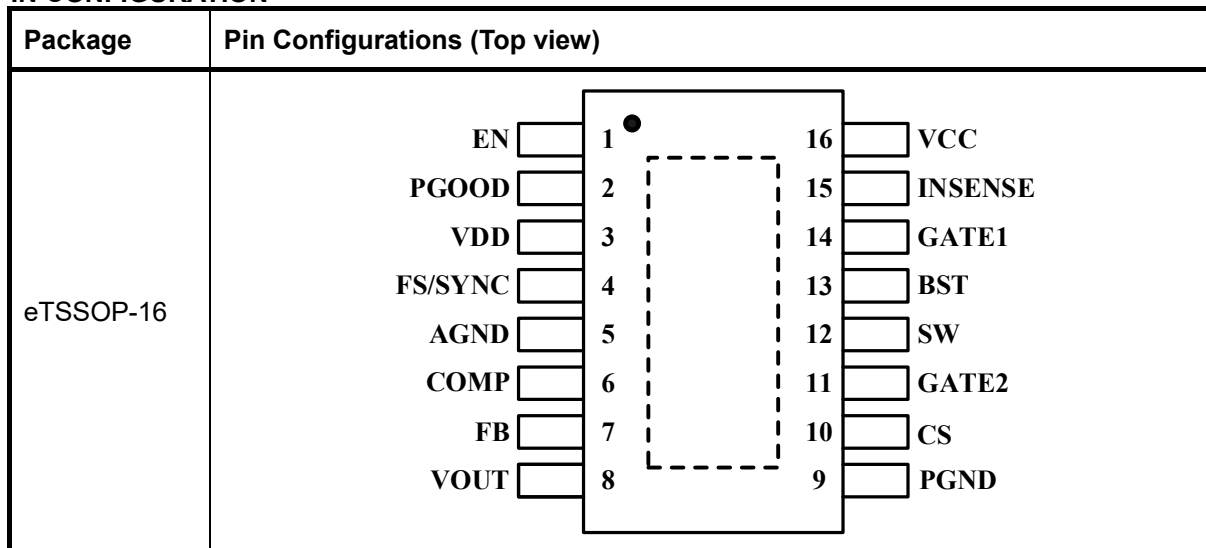 Package Pin Configurations (Top view)
eTSSOP-16
EN 1 16 VCC
PGOOD 2 15 INSENSE
VDD 3 14 GATE1
FS/SYNC 4 13 BST
AGND 5 12 SW
COMP 6 11 GATE2
FB 7 10 CS
VOUT 8 9 PGND